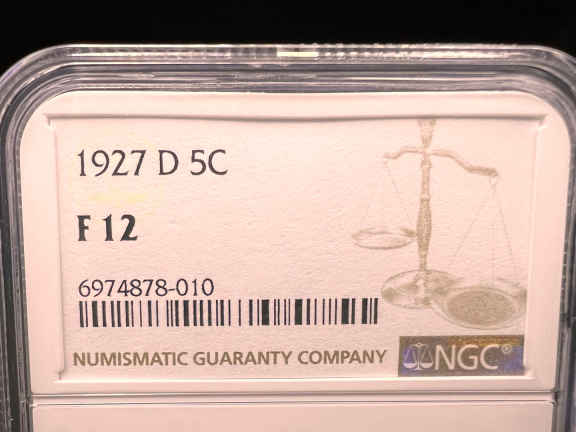 1927 D 5C
F 12
6974878-010
NUMISMATIC GUARANTY COMPANY
NGC®